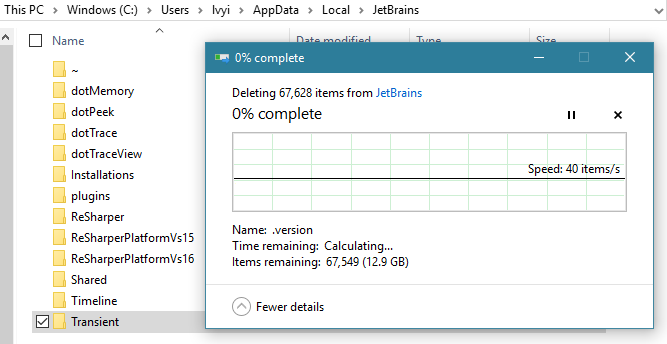 This PC > Windows (C:) > Users > lvyi > AppData > Local > JetBrains
Name
Date modified Type Size
~
dotMemory
dotPeek
dotTrace
dotTraceView
Installations
plugins
ReSharper
ReSharperPlatformVs15
ReSharperPlatformVs16
Shared
Timeline
Transient
0% complete
Deleting 67,628 items from JetBrains
0% complete
Speed: 40 items/s
Name: .version
Time remaining: Calculating...
Items remaining: 67,549 (12.9 GB)
Fewer details